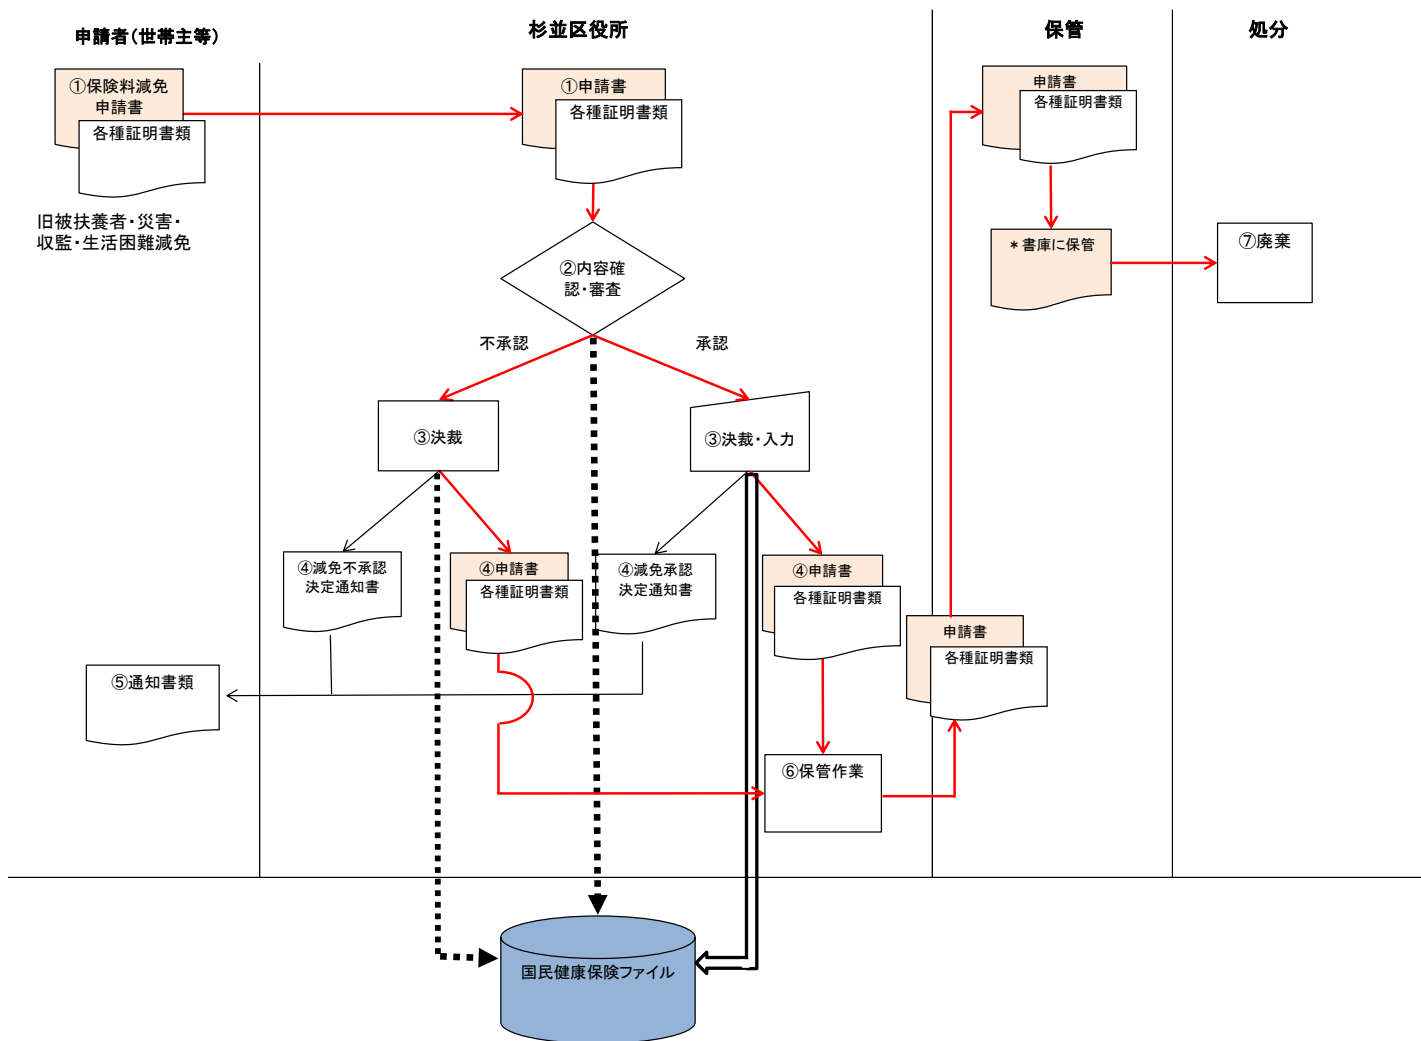 申請者(世帯主等)
杉並区役所
保管
処分
①保険料減免
申請書
各種証明書類
旧被扶養者・災害・
収監・生活困難減免
①申請書
各種証明書類
申請書
各種証明書類
*書庫に保管
⑦廃棄
②内容確
認・審査
不承認
承認
③決裁
③決裁・入力
④減免不承認
決定通知書
④申請書
各種証明書類
④減免承認
決定通知書
④申請書
各種証明書類
申請書
各種証明書類
⑤通知書類
⑥保管作業
国民健康保険ファイル